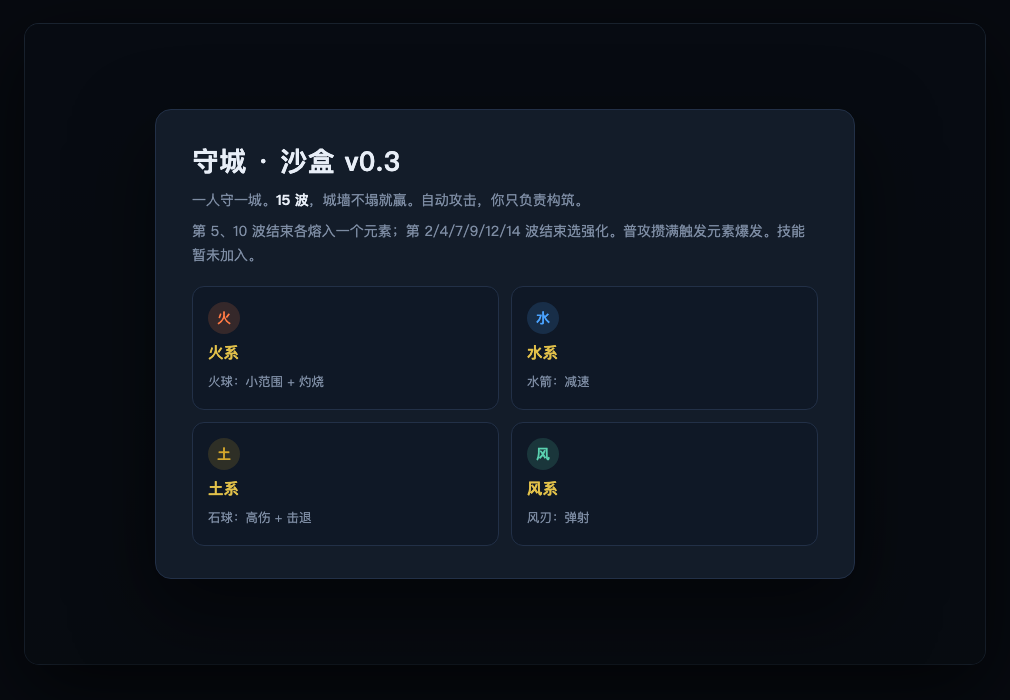 守城 · 沙盒 v0.3
一人守一城。15 波，城墙不塌就赢。自动攻击，你只负责构筑。
第 5、10 波结束各熔入一个元素；第 2/4/7/9/12/14 波结束选强化。普攻攒满触发元素爆发。技能
暂未加入。
火
火系
火球：小范围 + 灼烧
水
水系
水箭：减速
土
土系
石球：高伤 + 击退
风
风系
风刃：弹射